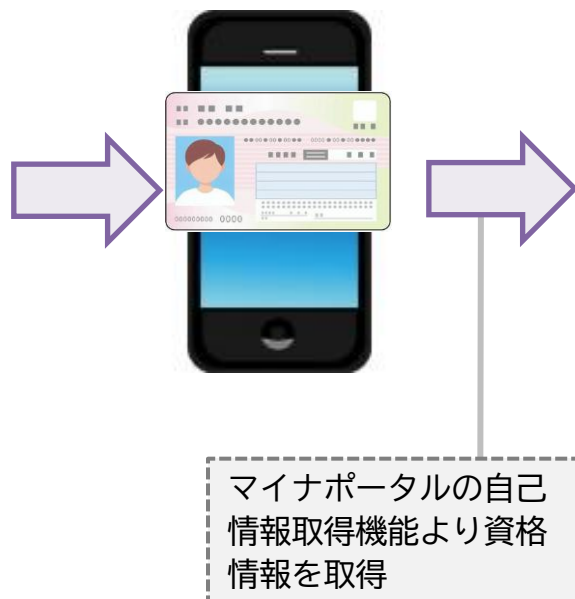 マイナポータルの自己
情報取得機能より資格
情報を取得